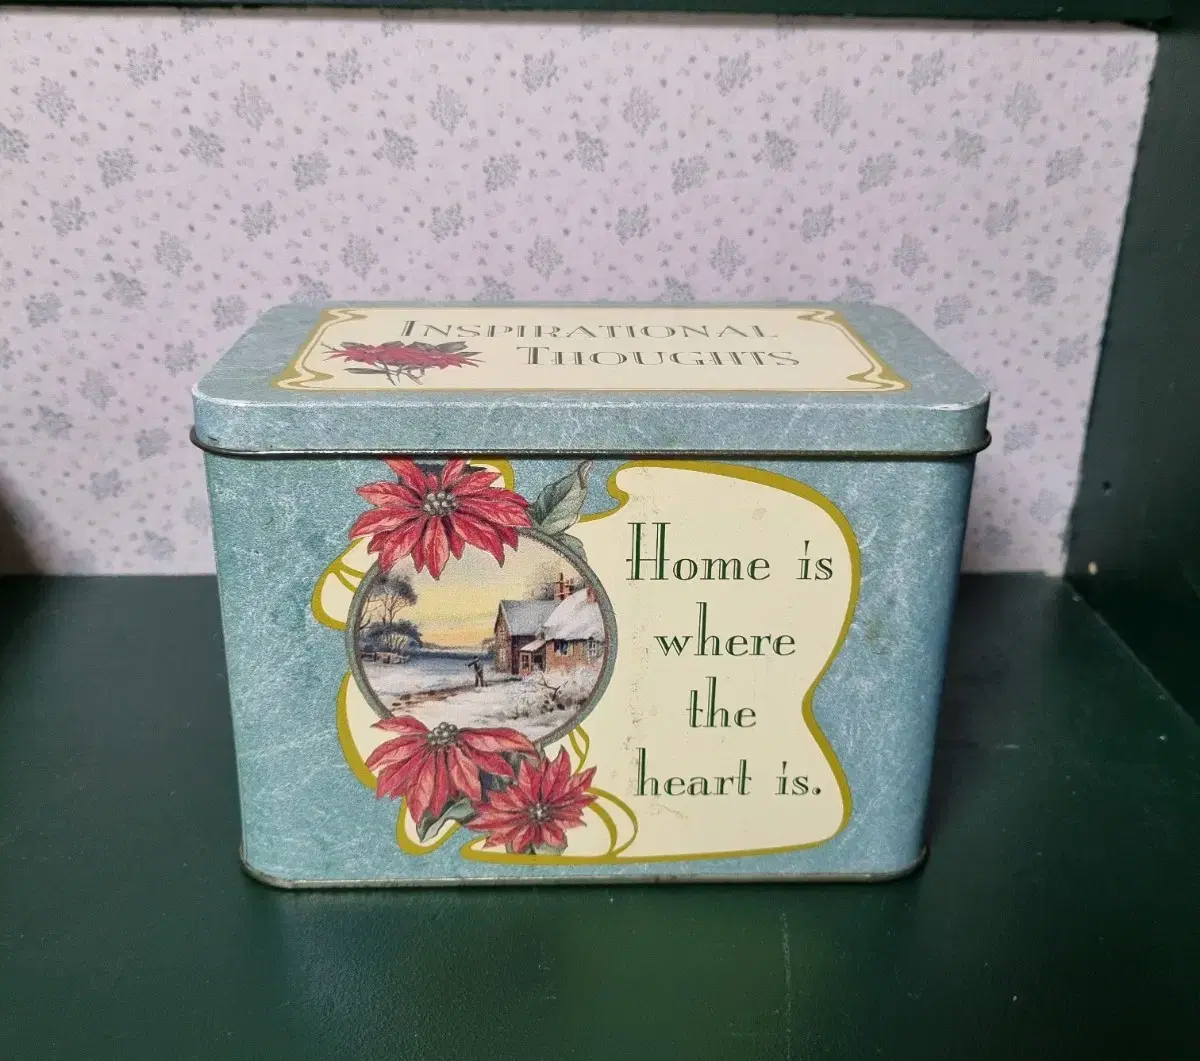 INSPIRATIONAL
THOUGHTS
Home is
where
the
heart is.